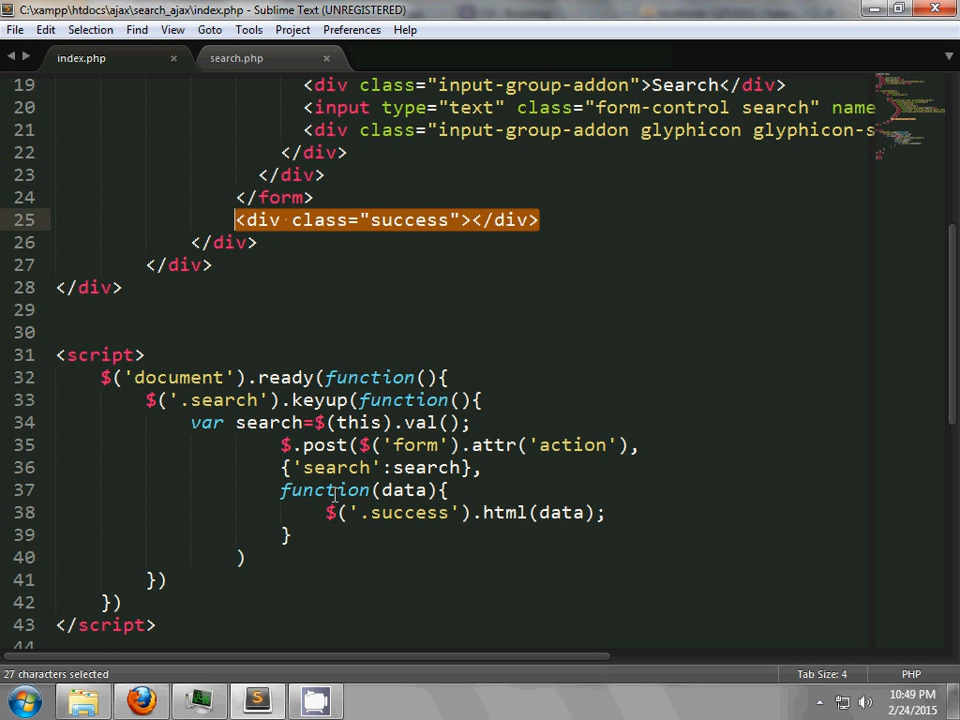 C:\xampp\htdocs\ajax\search_ajax\index.php - Sublime Text (UNREGISTERED)
File Edit Selection Find View Goto Tools Project Preferences Help
index.php × search.php ×
19 <div class="input-group-addon">Search</div>
20 <input type="text" class="form-control search" name
21 <div class="input-group-addon glyphicon glyphicon-s
22 </div>
23 </div>
24 </form>
25 <div class="success"></div>
26 </div>
27 </div>
28 </div>
29
30
31 <script>
32 $('document').ready(function(){
33 $('.search').keyup(function(){
34 var search=$(this).val();
35 $.post($('form').attr('action'),
36 {'search':search},
37 function(data){
38 $('.success').html(data);
39 }
40 )
41 })
42 })
43 </script>
44
27 characters selected Tab Size: 4 PHP
10:49 PM
2/24/2015